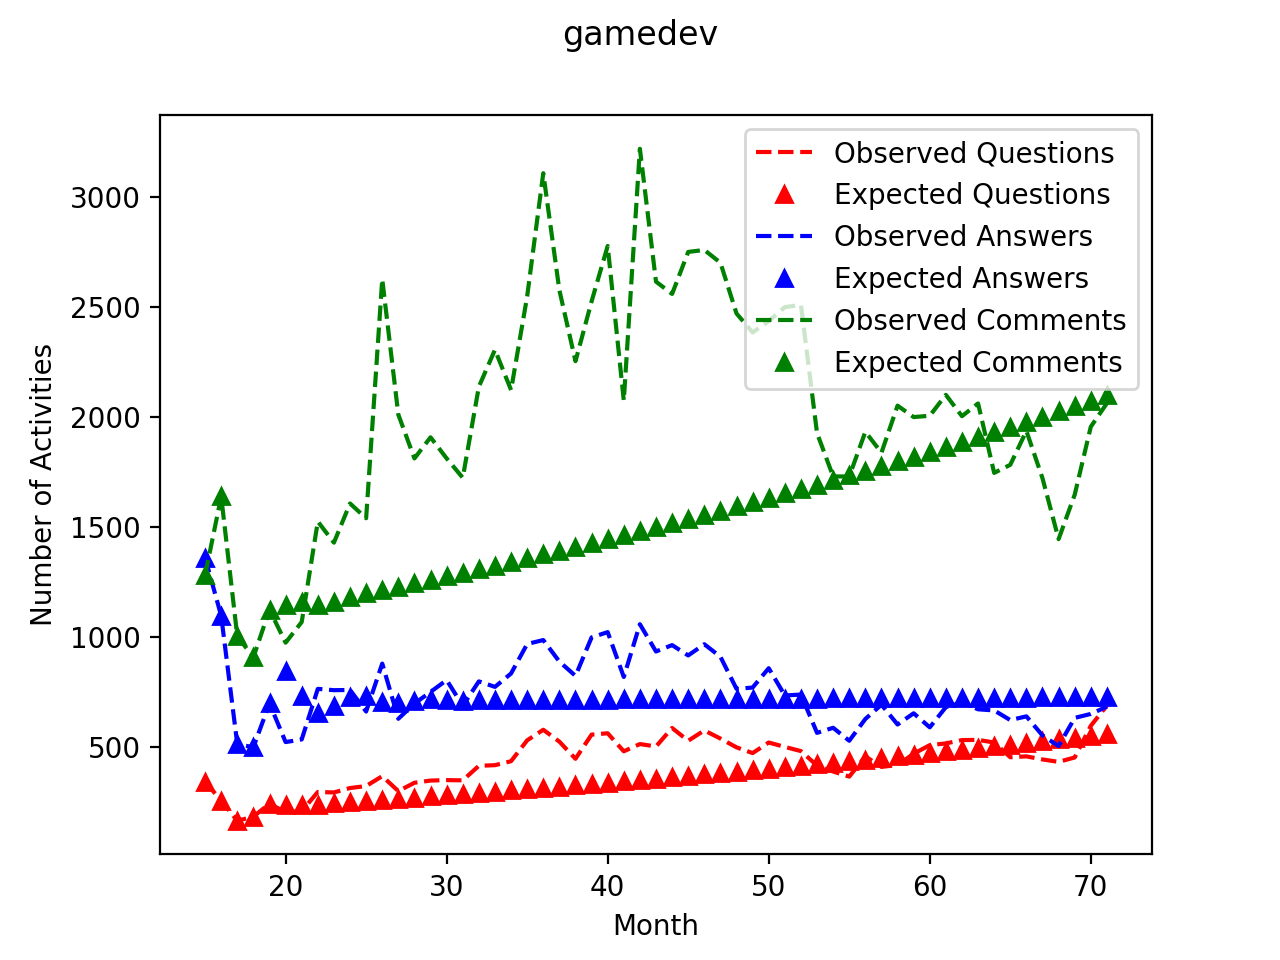 gamedev
Number of Activities
3000
2500
2000
1500
1000
500
Observed Questions
Expected Questions
Observed Answers
Expected Answers
Observed Comments
Expected Comments
20 30 40 50 60 70
Month